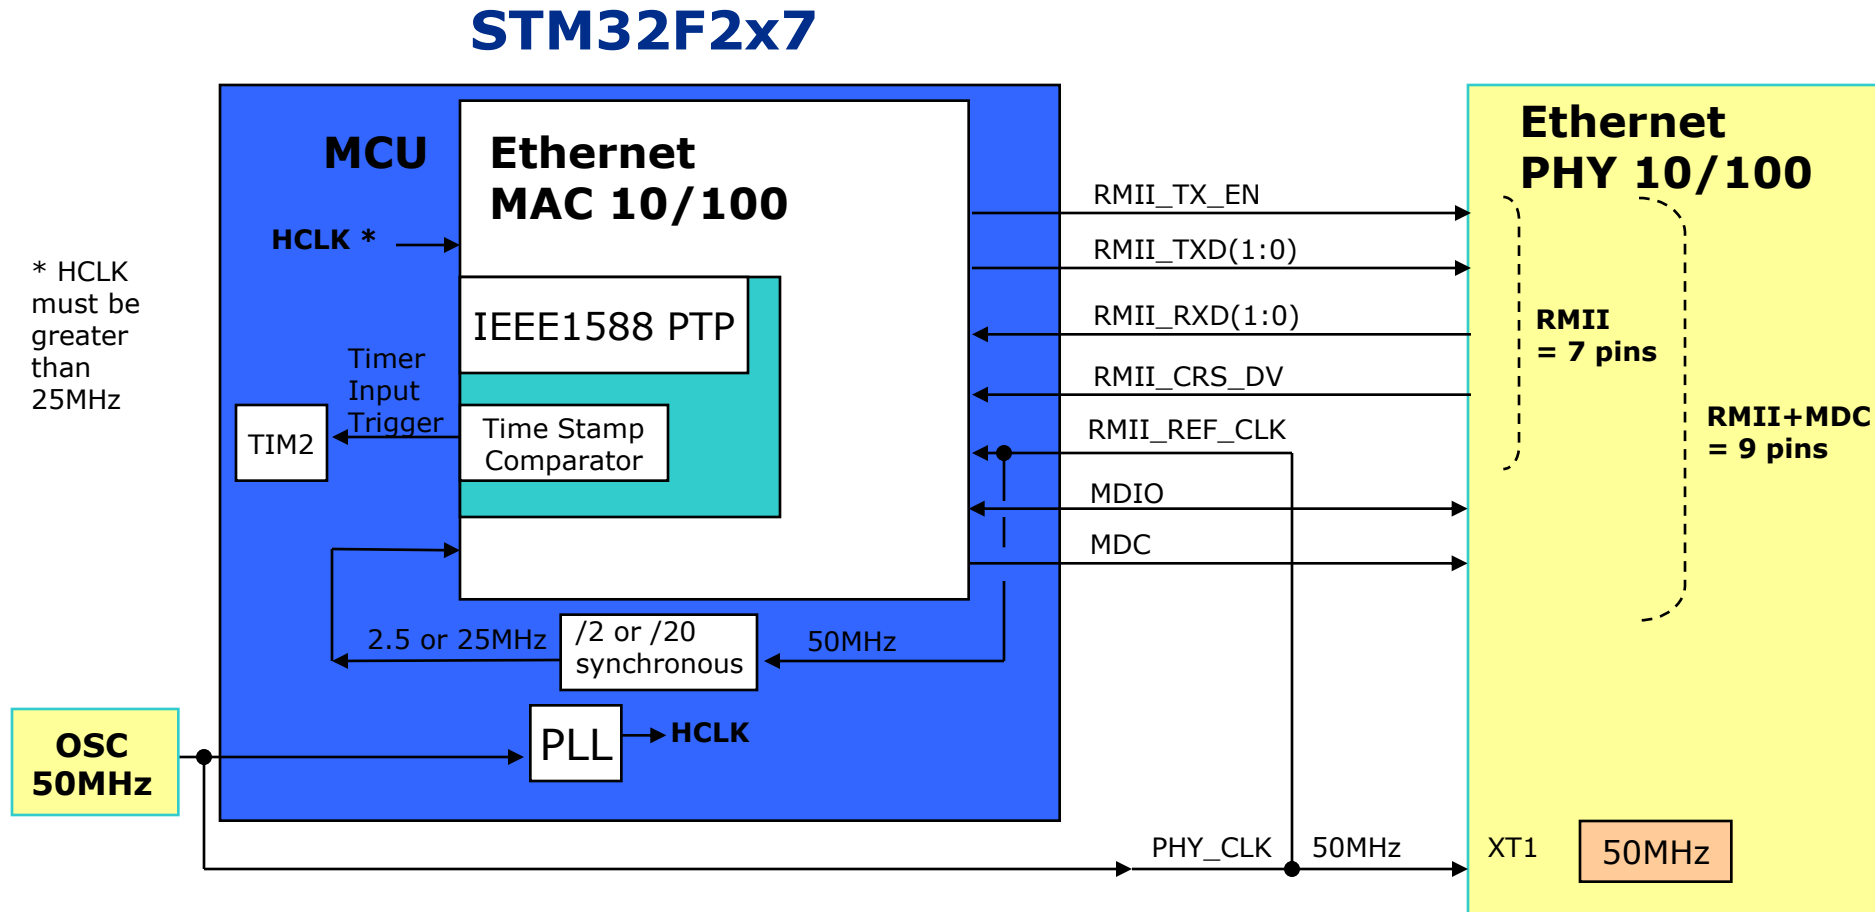 STM32F2x7
MCU
Ethernet
MAC 10/100
HCLK *
* HCLK
must be
greater
than
25MHz
IEEE1588 PTP
Timer
Input
Trigger
TIM2
Time Stamp
Comparator
2.5 or 25MHz
/2 or /20
synchronous
50MHz
PLL
HCLK
OSC
50MHz
RMII_TX_EN
RMII_TXD(1:0)
RMII_RXD(1:0)
RMII_CRS_DV
RMII_REF_CLK
MDIO
MDC
PHY_CLK
50MHz
Ethernet
PHY 10/100
RMII
= 7 pins
RMII+MDC
= 9 pins
XT1
50MHz